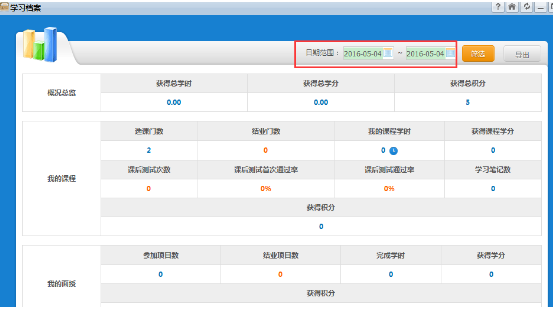 学习档案
日期范围： 2016-05-04 ~ 2016-05-04 筛选 导出
获得总学时 获得总学分 获得总积分
概况总览
0.00 0.00 5
选课门数 结业门数 我的课程学时 获得课程学分
2 0 0 0
我的课程
课后测试次数 课后测试首次通过率 课后测试通过率 学习笔记数
0 0% 0% 0
获得积分
0
参加项目数 结业项目数 完成学时 获得学分
0 0 0 0
我的面授
获得积分